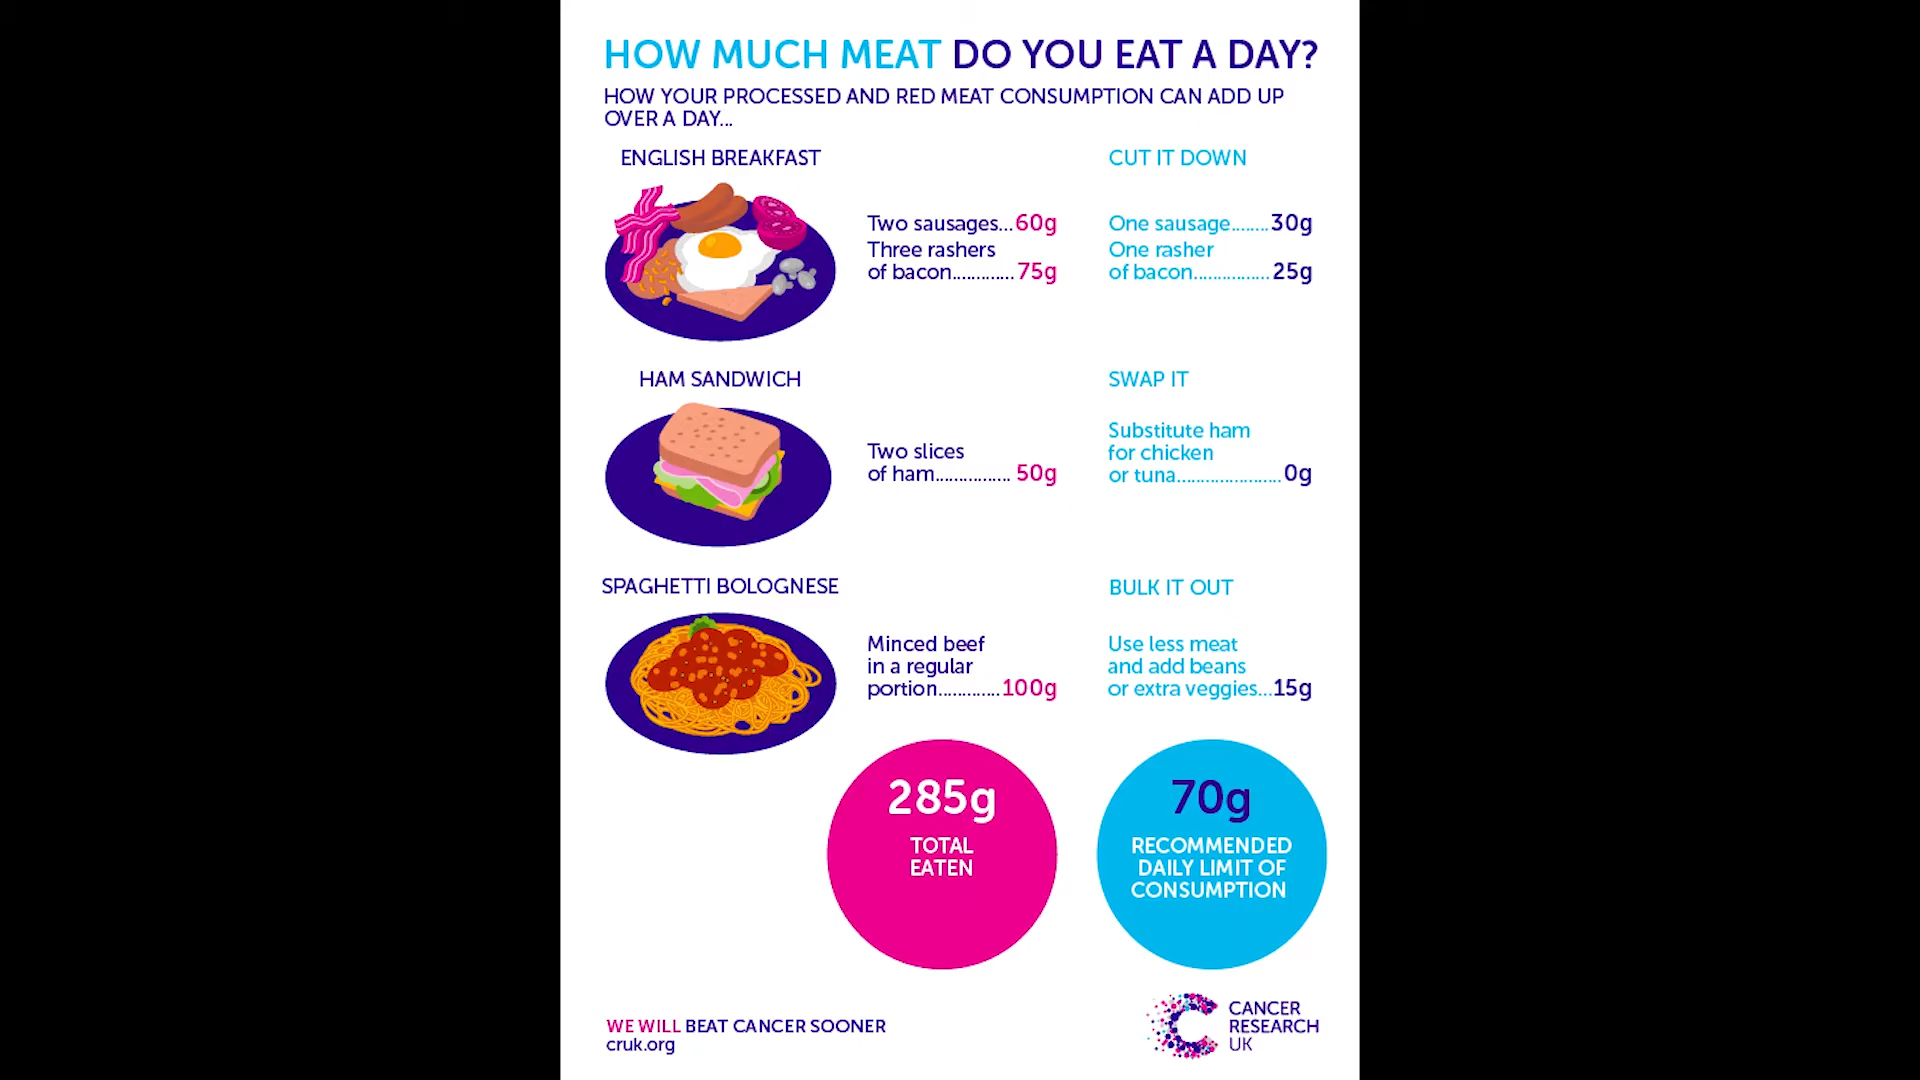 HOW MUCH MEAT DO YOU EAT A DAY?
HOW YOUR PROCESSED AND RED MEAT CONSUMPTION CAN ADD UP
OVER A DAY...
ENGLISH BREAKFAST
Two sausages...60g
Three rashers
of bacon.............75g
CUT IT DOWN
One sausage........30g
One rasher
of bacon................25g
HAM SANDWICH
Two slices
of ham............... 50g
SWAP IT
Substitute ham
for chicken
or tuna......................0g
SPAGHETTI BOLOGNESE
Minced beef
in a regular
portion.............100g
BULK IT OUT
Use less meat
and add beans
or extra veggies...15g
285g
TOTAL
EATEN
70g
RECOMMENDED
DAILY LIMIT OF
CONSUMPTION
WE WILL BEAT CANCER SOONER
cruk.org
CANCER
RESEARCH
UK